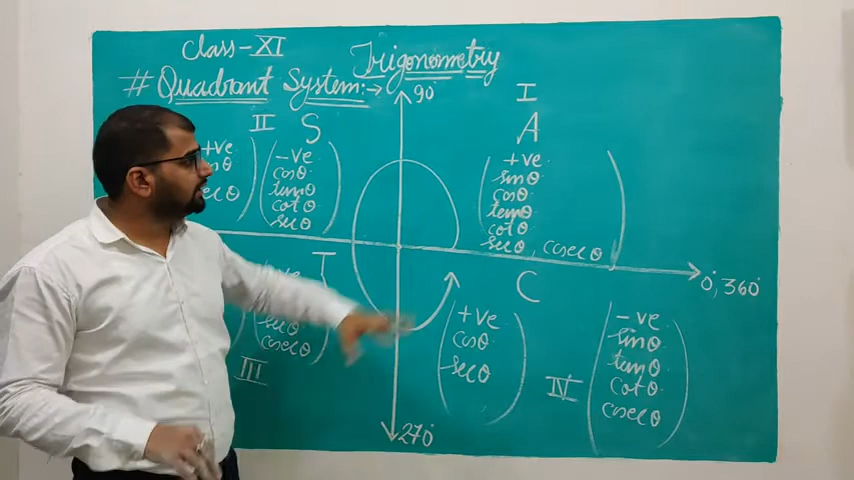 Class-XI
Trigonometry
# Quadrant System:-→
90°
I
A
+ve
sinθ
cosθ
tanθ
cotθ
secθ, cosecθ
II
S
+ve
-ve
cosθ
tanθ
cotθ
secθ
0°, 360°
T
secθ
cosecθ
III
C
+ve
cosθ
secθ
IV
-ve
sinθ
tanθ
cotθ
cosecθ
270°